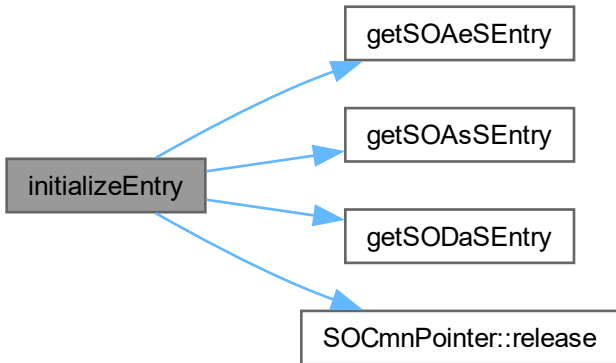 getSOAeSEntry
getSOAsSEntry
initializeEntry
getSODaSEntry
SOCmnPointer::release